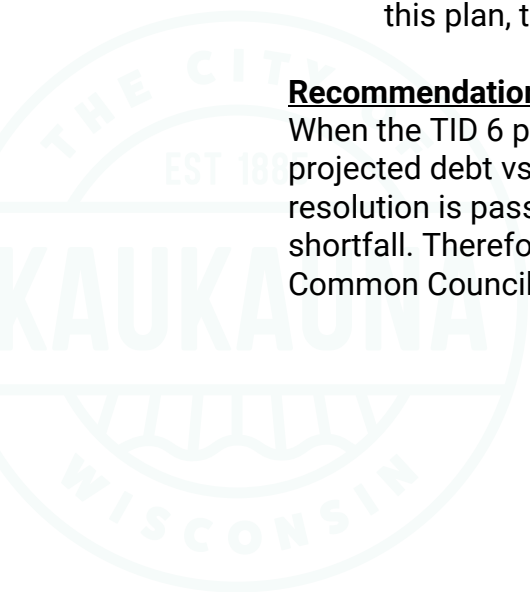 this plan, t
Recommendation
When the TID 6 p
projected debt vs
resolution is pass
shortfall. Therefo
Common Council
THE CITY
EST 188
KAUKAUNA
WISCONSIN